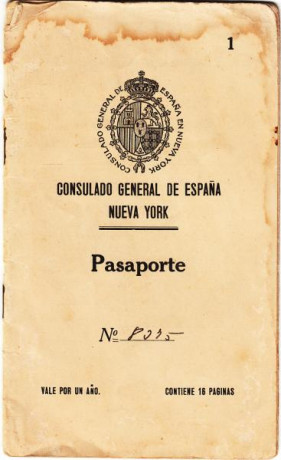 1
CONSULADO GENERAL DE ESPAÑA EN NUEVA YORK
CONSULADO GENERAL DE ESPAÑA
NUEVA YORK
Pasaporte
Nº
VALE POR UN AÑO.
CONTIENE 16 PAGINAS